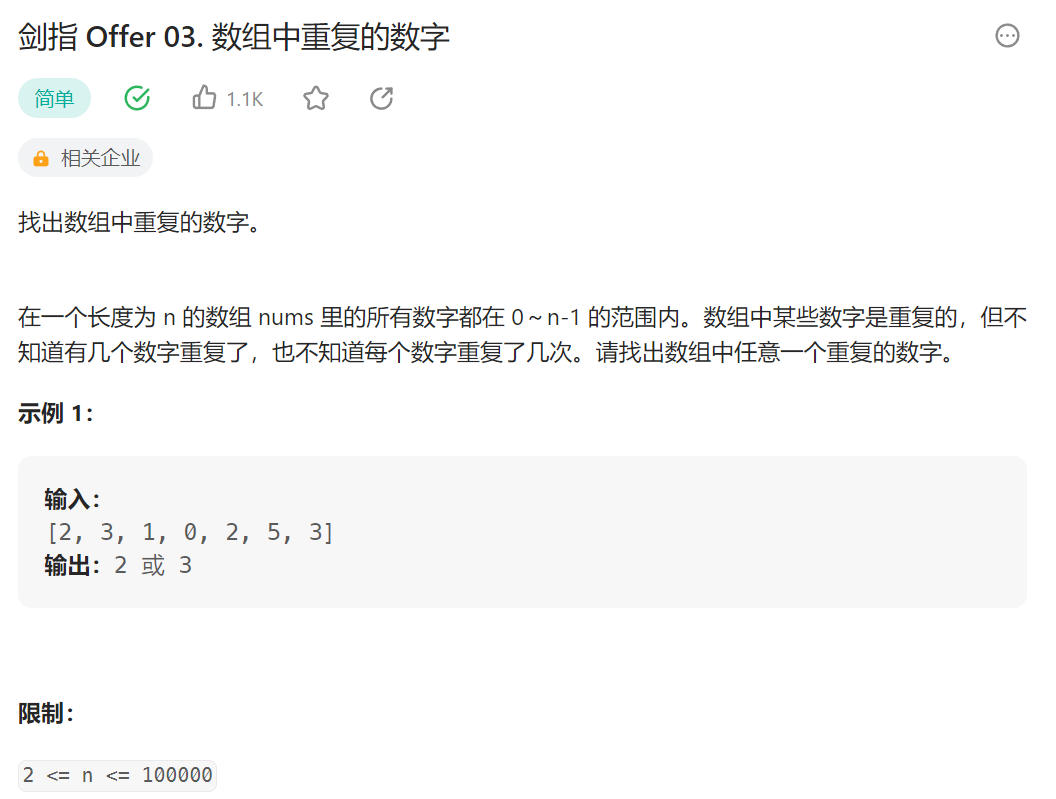 剑指 Offer 03. 数组中重复的数字
简单
1.1K
相关企业
找出数组中重复的数字。
在一个长度为 n 的数组 nums 里的所有数字都在 0～n-1 的范围内。数组中某些数字是重复的，但不
知道有几个数字重复了，也不知道每个数字重复了几次。请找出数组中任意一个重复的数字。
示例 1：
输入：
[2, 3, 1, 0, 2, 5, 3]
输出：2 或 3
限制：
2 <= n <= 100000